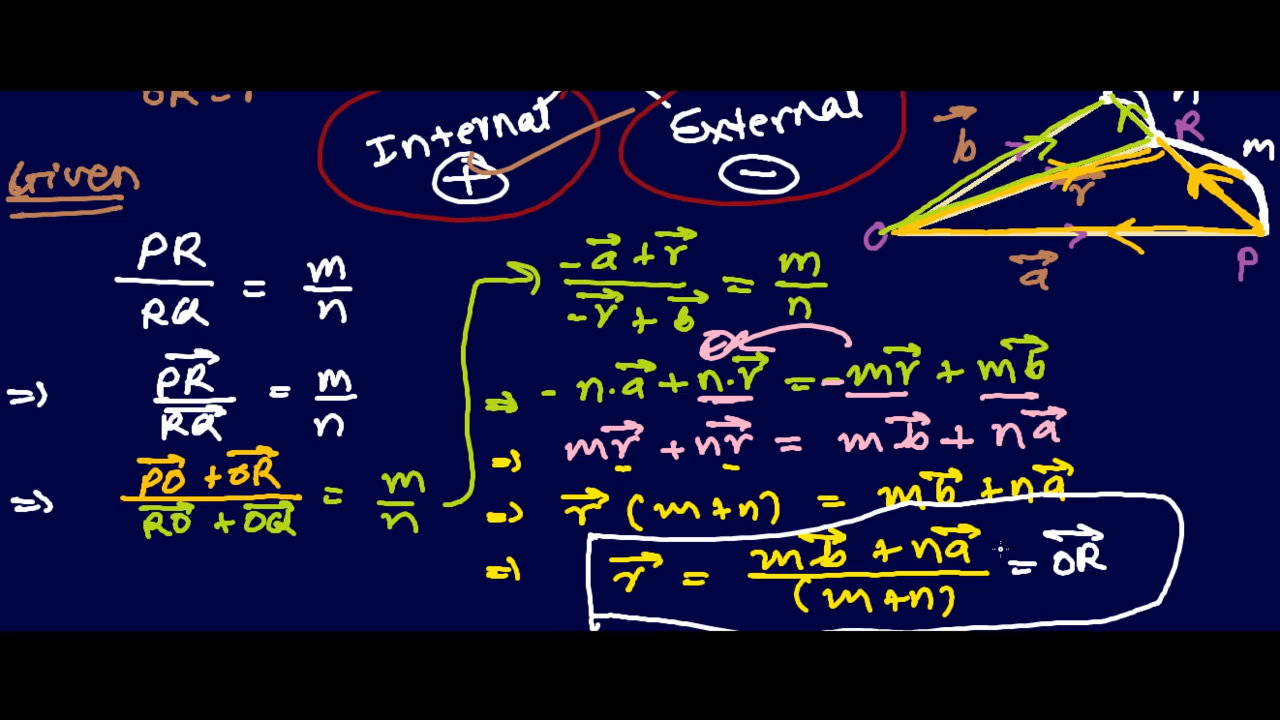 Internal
External
+
-
Given
PR/RQ = m/n
=> PR⃗/RQ⃗ = m/n
=> (PO⃗ + OR⃗)/(RO⃗ + OQ⃗) = m/n
(-a⃗ + r⃗)/(-r⃗ + b⃗) = m/n
=> - n.a⃗ + n.r⃗ = -mr⃗ + mb⃗
=> mr⃗ + nr⃗ = mb⃗ + na⃗
=> r⃗ (m+n) = mb⃗ + na⃗
=> r⃗ = (mb⃗ + na⃗)/(m+n) = OR⃗
b⃗
R
m
r
O
a⃗
P